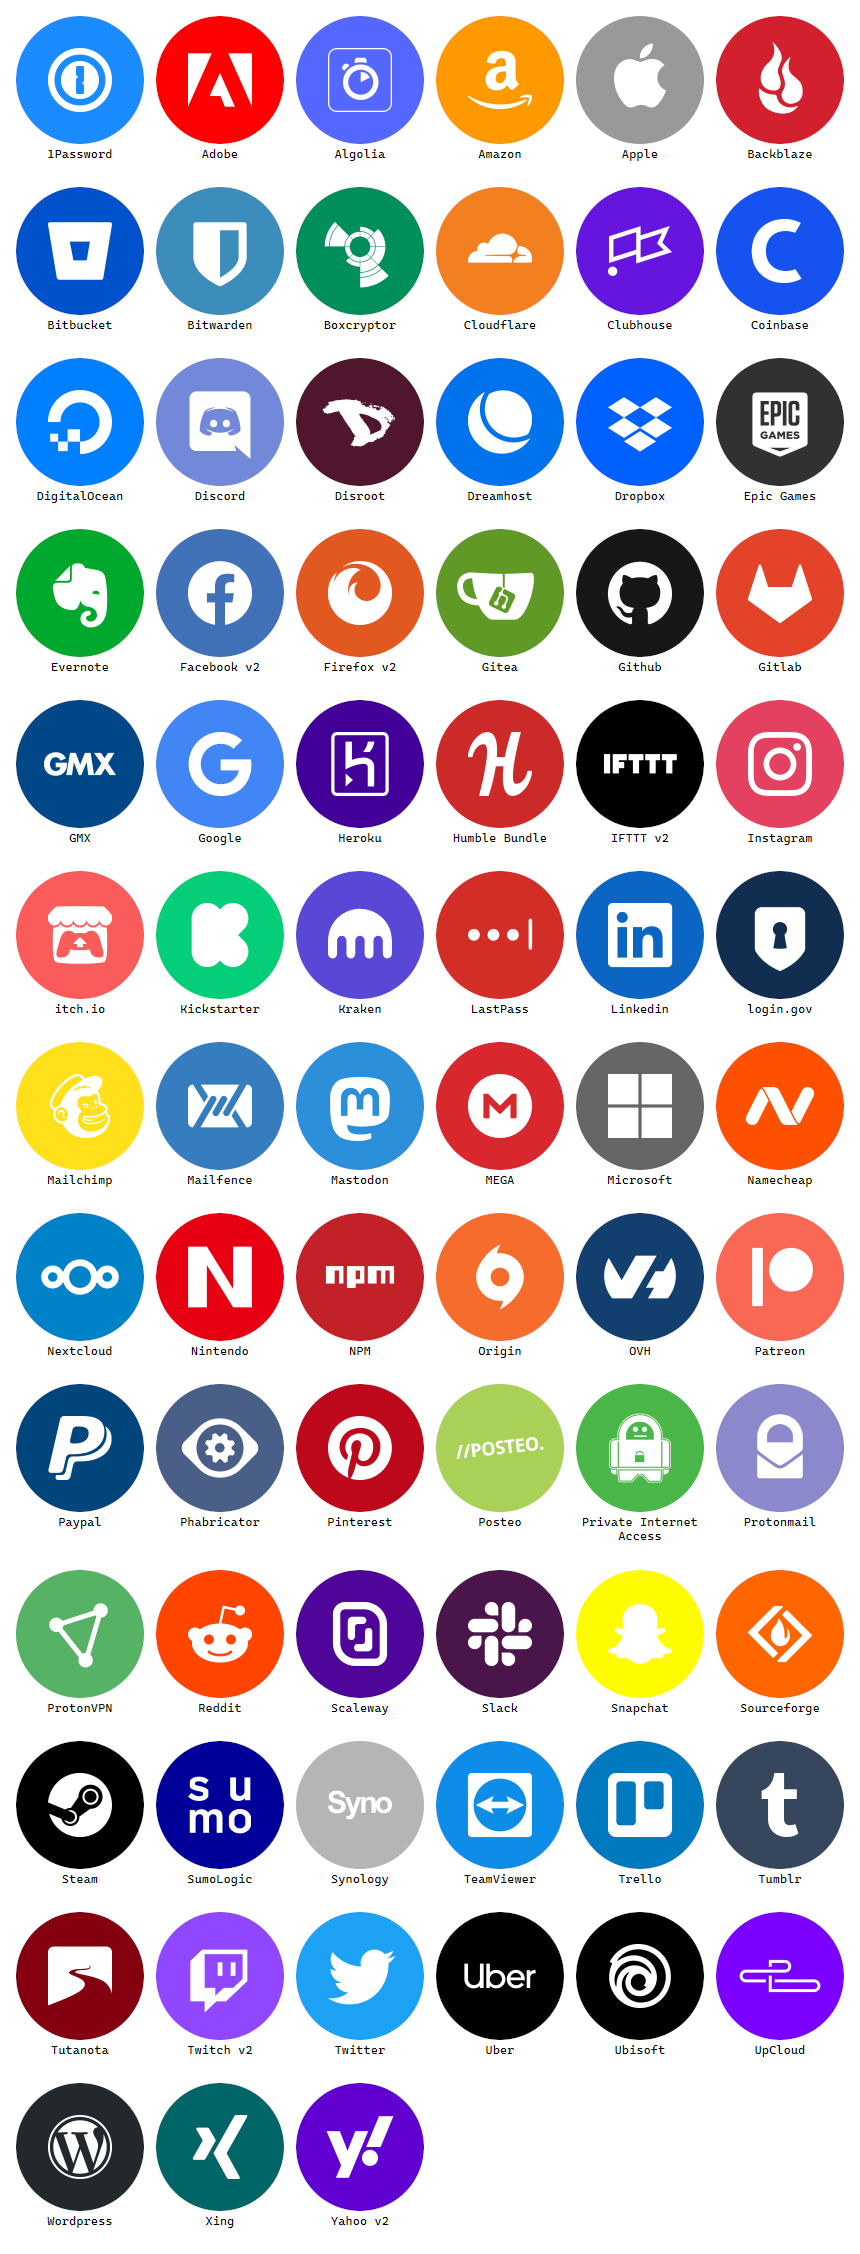 1Password Adobe Algolia Amazon Apple Backblaze
Bitbucket Bitwarden Boxcryptor Cloudflare Clubhouse Coinbase
EPIC
GAMES
DigitalOcean Discord Disroot Dreamhost Dropbox Epic Games
Evernote Facebook v2 Firefox v2 Gitea Github Gitlab
GMX IFTTT
GMX Google Heroku Humble Bundle IFTTT v2 Instagram
in
itch.io Kickstarter Kraken LastPass Linkedin login.gov
Mailchimp Mailfence Mastodon MEGA Microsoft Namecheap
npm
Nextcloud Nintendo NPM Origin OVH Patreon
//POSTEO.
Paypal Phabricator Pinterest Posteo Private Internet Protonmail
Access
ProtonVPN Reddit Scaleway Slack Snapchat Sourceforge
su
mo
Syno
t
Steam SumoLogic Synology TeamViewer Trello Tumblr
Uber
Tutanota Twitch v2 Twitter Uber Ubisoft UpCloud
y!
Wordpress Xing Yahoo v2